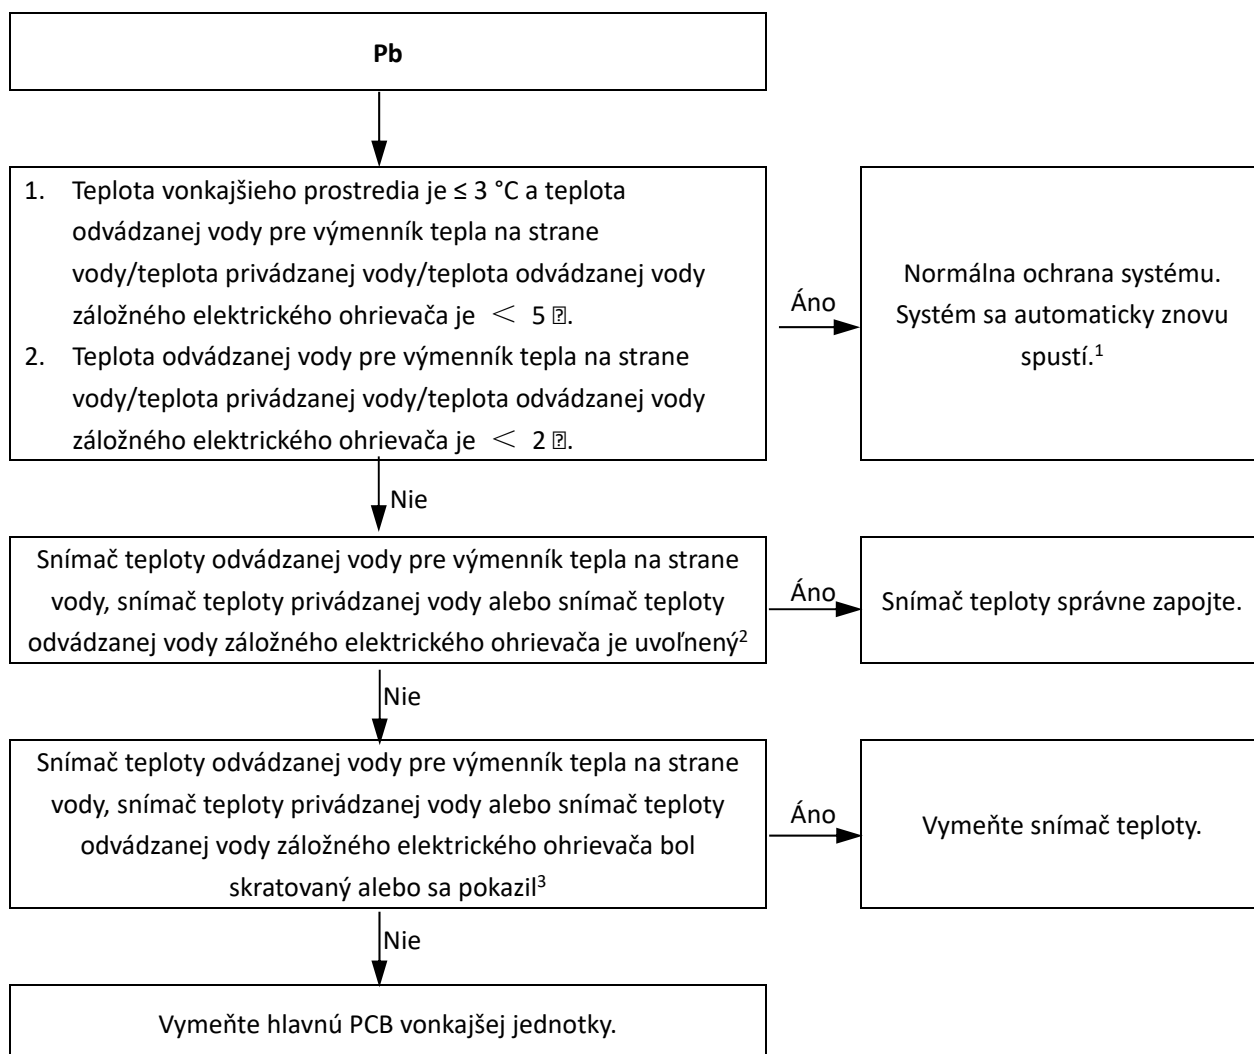 Pb
1. Teplota vonkajšieho prostredia je ≤ 3 °C a teplota
odvádzanej vody pre výmenník tepla na strane
vody/teplota privádzanej vody/teplota odvádzanej vody
záložného elektrického ohrievača je < 5 ⍰.
2. Teplota odvádzanej vody pre výmenník tepla na strane
vody/teplota privádzanej vody/teplota odvádzanej vody
záložného elektrického ohrievača je < 2 ⍰.
Áno
Normálna ochrana systému.
Systém sa automaticky znovu
spustí.¹
Nie
Snímač teploty odvádzanej vody pre výmenník tepla na strane
vody, snímač teploty privádzanej vody alebo snímač teploty
odvádzanej vody záložného elektrického ohrievača je uvoľnený²
Áno
Snímač teploty správne zapojte.
Nie
Snímač teploty odvádzanej vody pre výmenník tepla na strane
vody, snímač teploty privádzanej vody alebo snímač teploty
odvádzanej vody záložného elektrického ohrievača bol
skratovaný alebo sa pokazil³
Áno
Vymeňte snímač teploty.
Nie
Vymeňte hlavnú PCB vonkajšej jednotky.